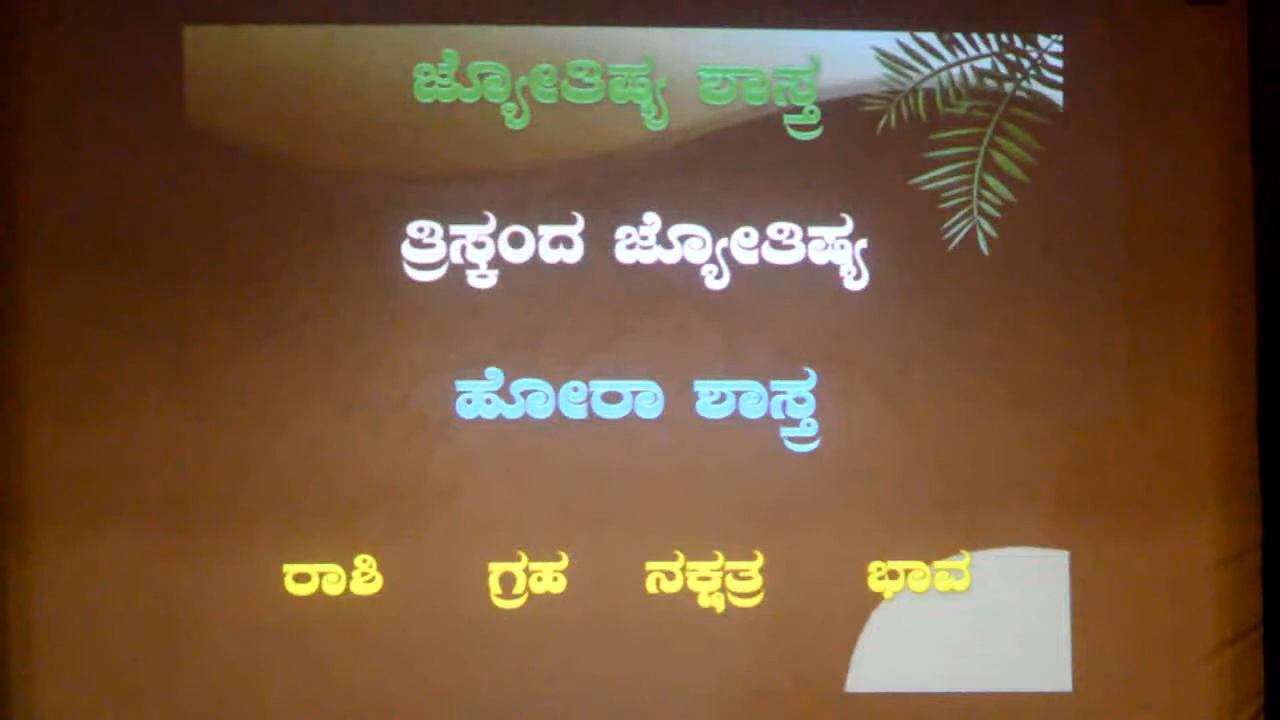 ಜ್ಯೋತಿಷ್ಯ ಶಾಸ್ತ್ರ
ತ್ರಿಸ್ಕಂದ ಜ್ಯೋತಿಷ್ಯ
ಹೋರಾ ಶಾಸ್ತ್ರ
ರಾಶಿ ಗ್ರಹ ನಕ್ಷತ್ರ ಭಾವ